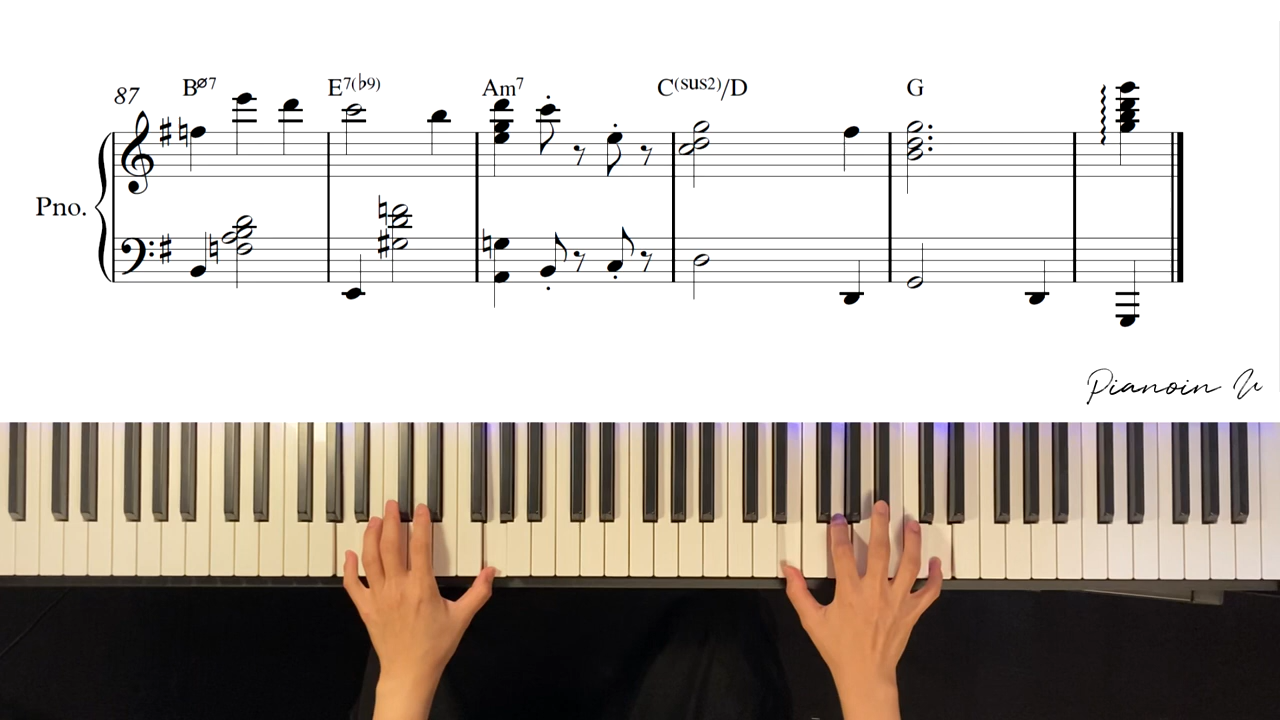 87 Bø7 E7(♭9) Am7 C(sus2)/D G
Pno.
Pianoin U